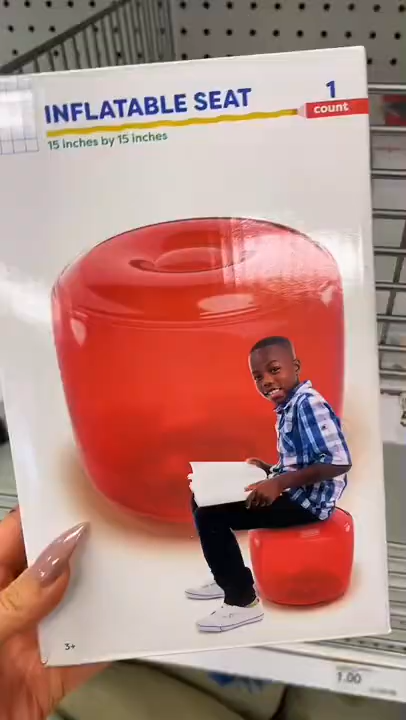 INFLATABLE SEAT
15 inches by 15 inches
1
count
3+
1.00